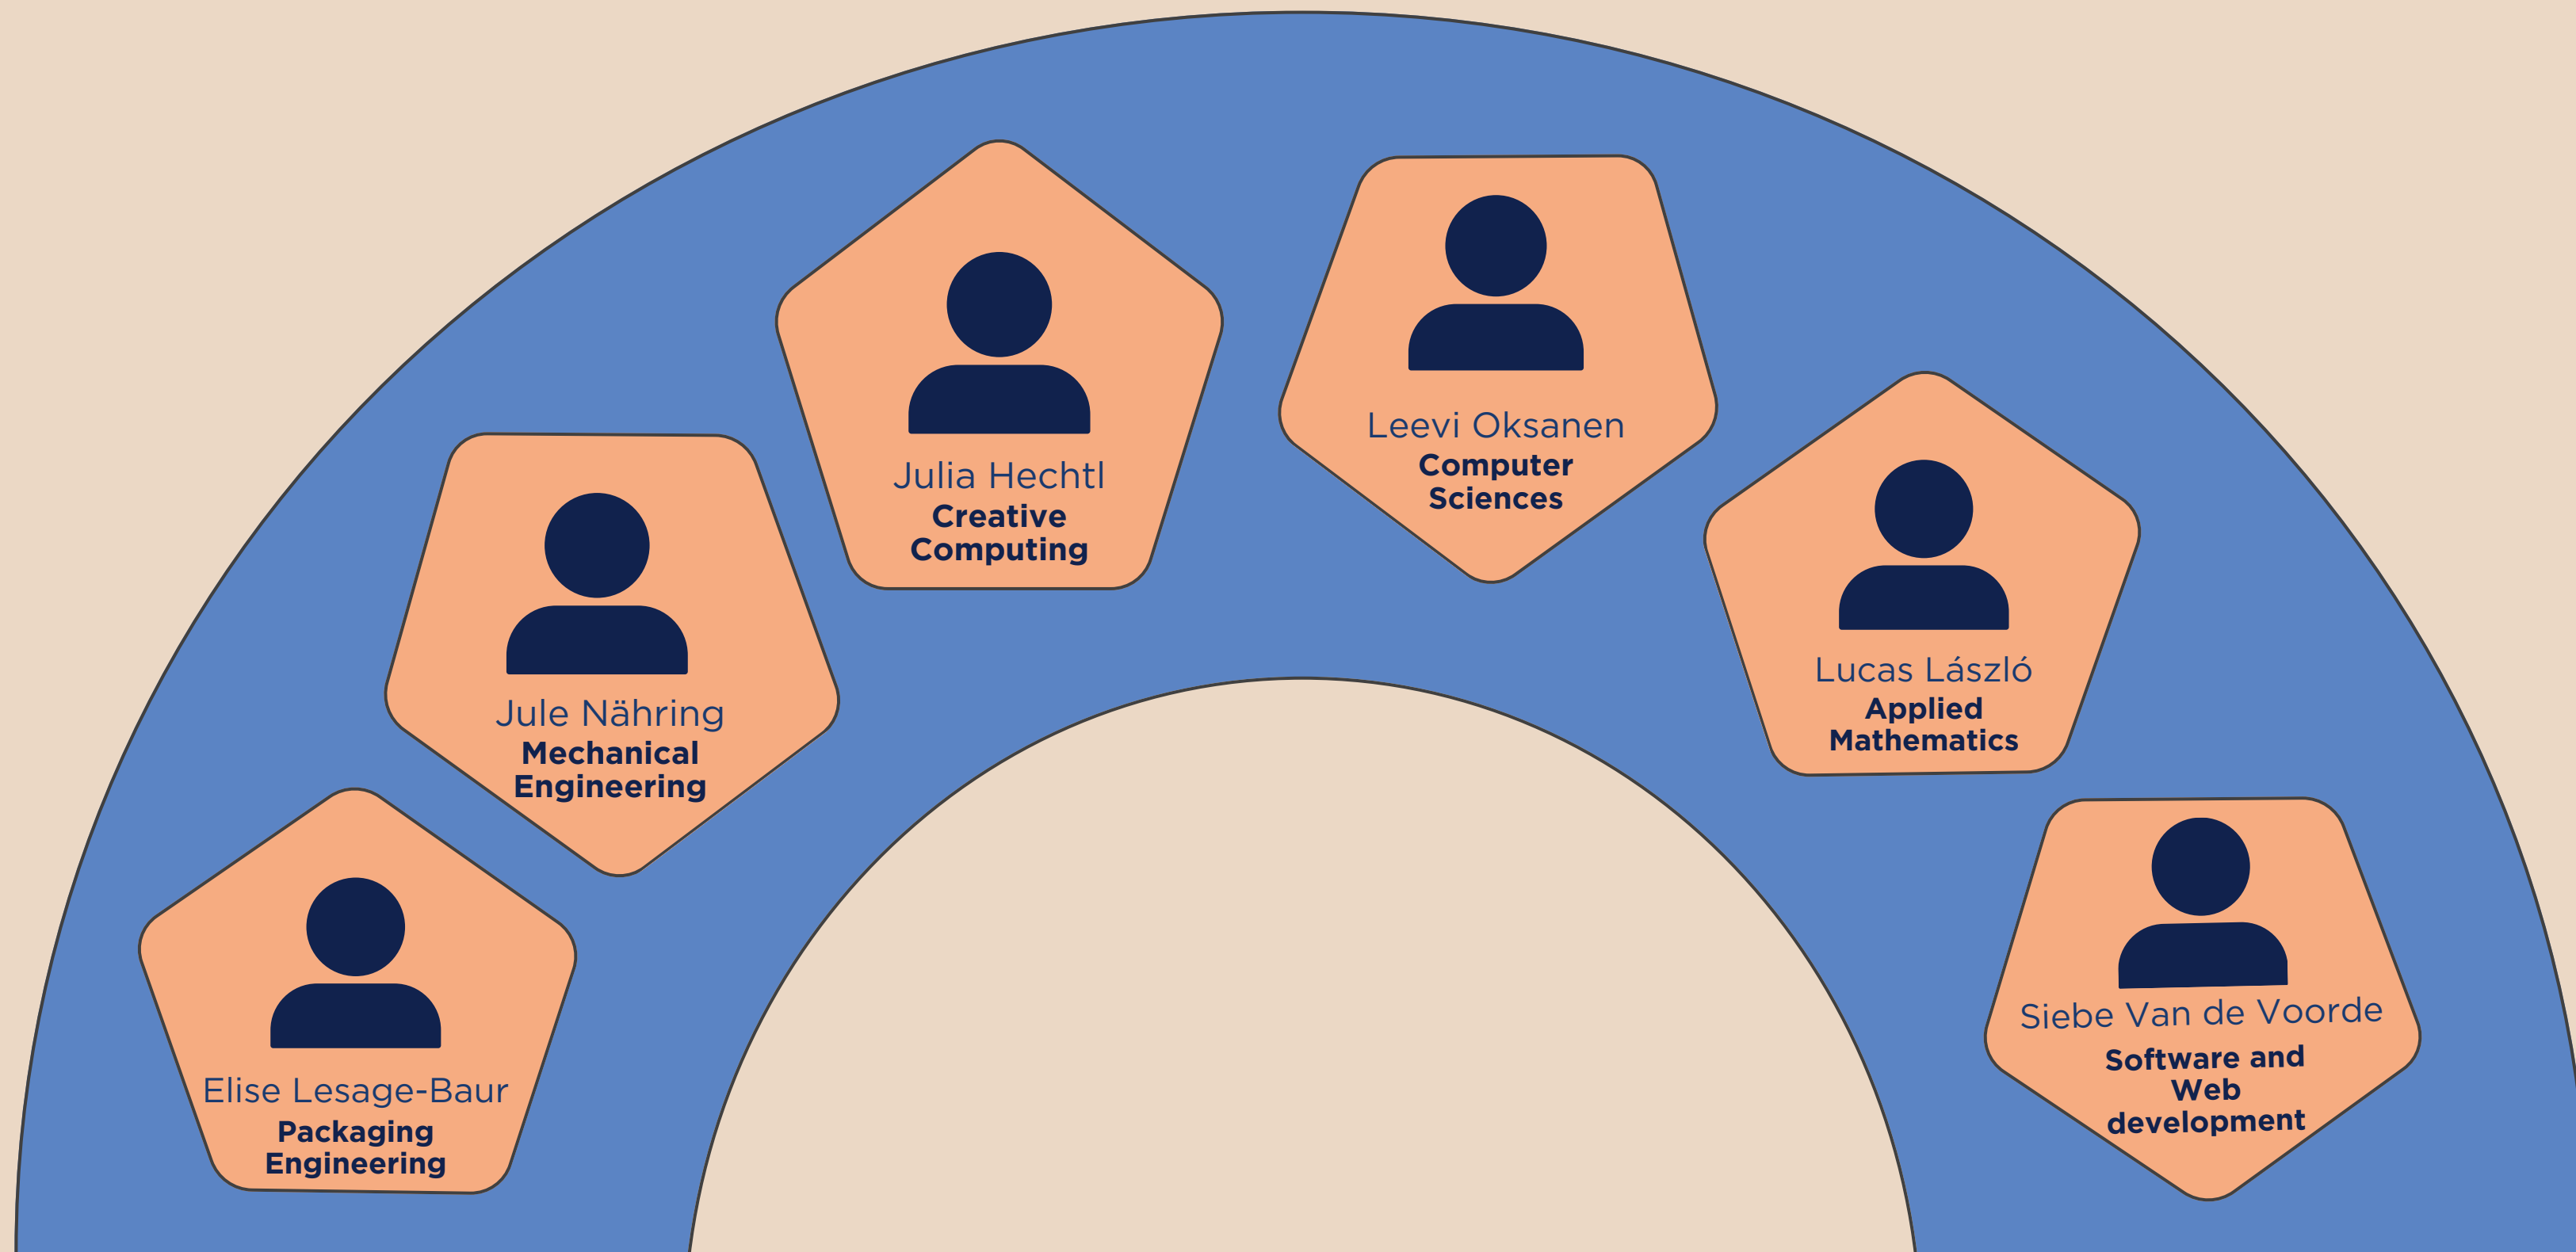 Julia Hechtl
Creative
Computing
Leevi Oksanen
Computer
Sciences
Jule Nähring
Mechanical
Engineering
Lucas László
Applied
Mathematics
Elise Lesage-Baur
Packaging
Engineering
Siebe Van de Voorde
Software and
Web
development